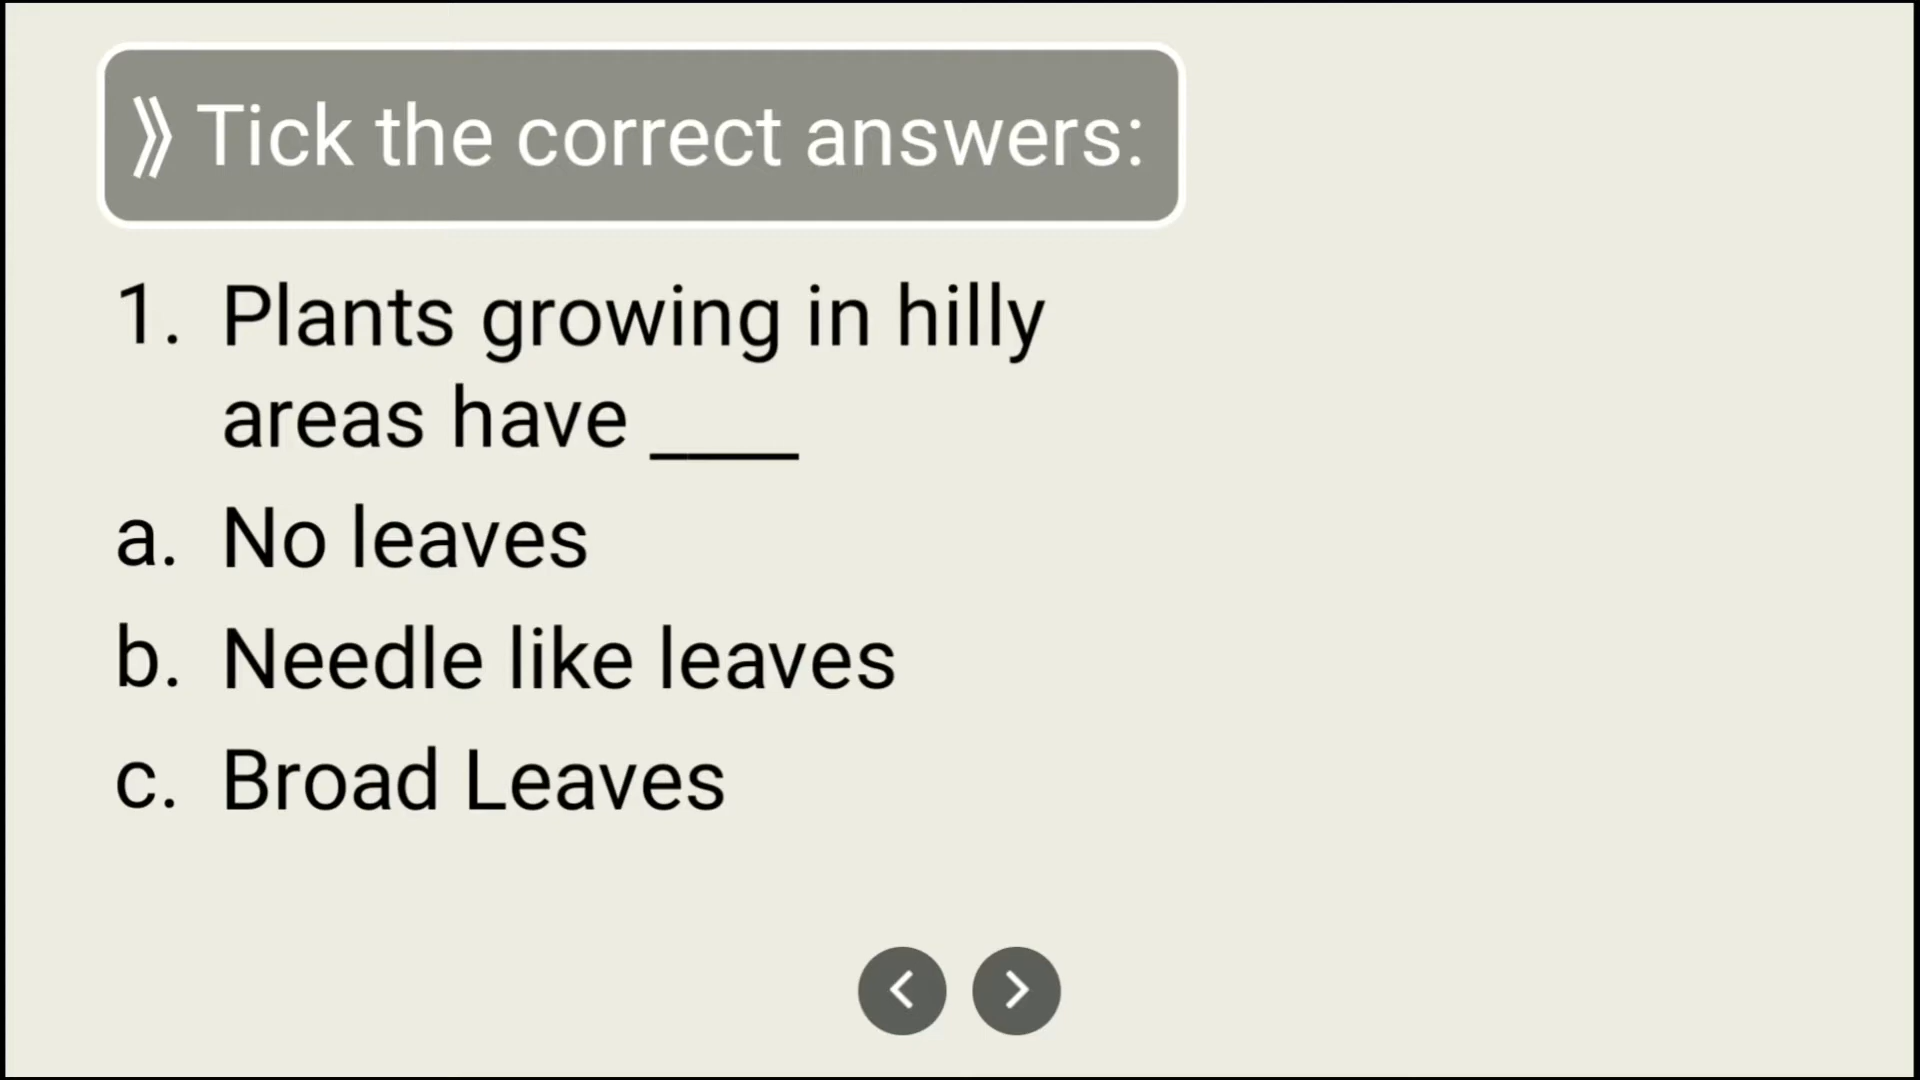 ⟫ Tick the correct answers:
1. Plants growing in hilly
areas have ____
a. No leaves
b. Needle like leaves
c. Broad Leaves